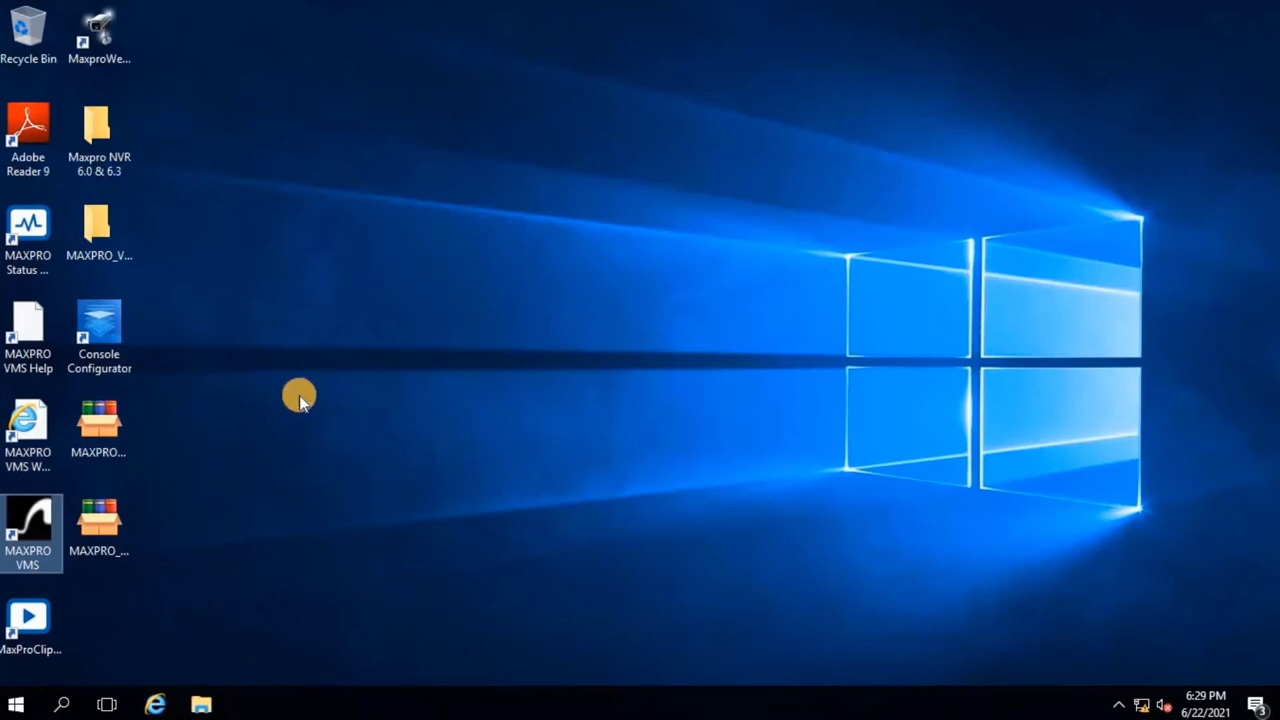 Recycle Bin
MaxproWe...
Adobe
Reader 9
Maxpro NVR
6.0 & 6.3
MAXPRO
Status ...
MAXPRO_V...
MAXPRO
VMS Help
Console
Configurator
MAXPRO
VMS W...
MAXPRO...
MAXPRO
VMS
MAXPRO_...
MaxProClip...
6:29 PM
6/22/2021
3